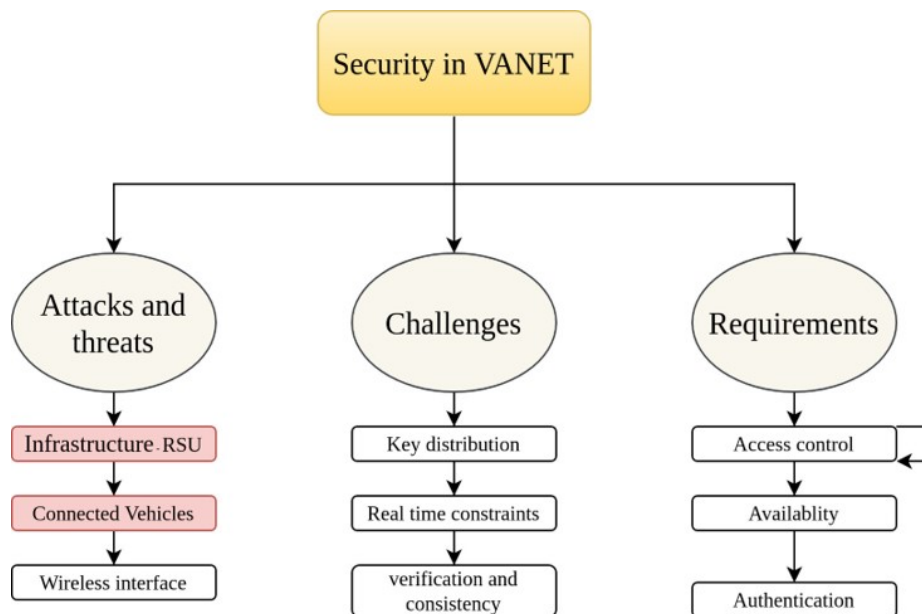 Security in VANET
Attacks and
threats
Challenges
Requirements
Infrastructure - RSU
Key distribution
Access control
Connected Vehicles
Real time constraints
Availablity
Wireless interface
verification and
consistency
Authentication